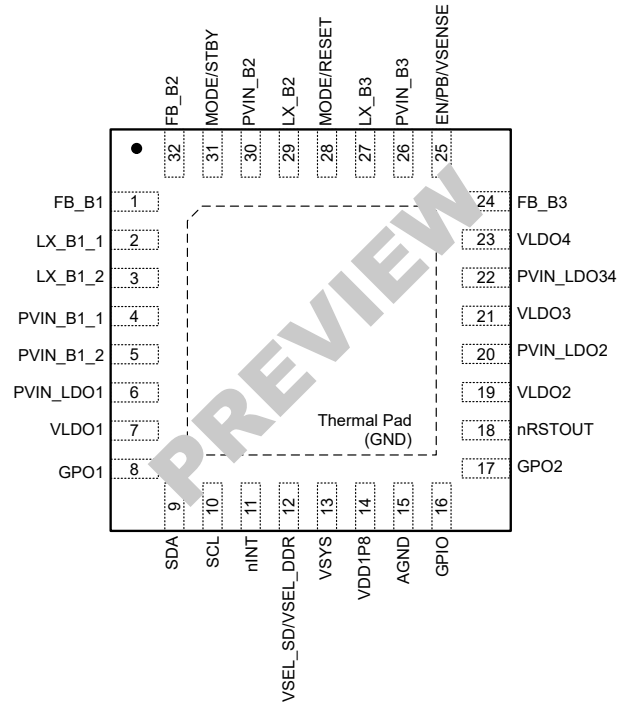 FB_B2
MODE/STBY
PVIN_B2
LX_B2
MODE/RESET
LX_B3
PVIN_B3
EN/PB/VSENSE
32
31
30
29
28
27
26
25
FB_B1 1
LX_B1_1 2
LX_B1_2 3
PVIN_B1_1 4
PVIN_B1_2 5
PVIN_LDO1 6
VLDO1 7
GPO1 8
24 FB_B3
23 VLDO4
22 PVIN_LDO34
21 VLDO3
20 PVIN_LDO2
19 VLDO2
18 nRSTOUT
17 GPO2
PREVIEW
Thermal Pad
(GND)
9
10
11
12
13
14
15
16
SDA
SCL
nINT
VSEL_SD/VSEL_DDR
VSYS
VDD1P8
AGND
GPIO